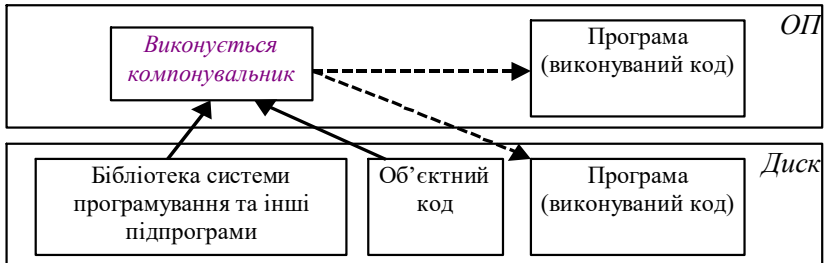 ОП
Виконується
компонувальник
Програма
(виконуваний код)
Диск
Бібліотека системи
програмування та інші
підпрограми
Об’єктний
код
Програма
(виконуваний код)